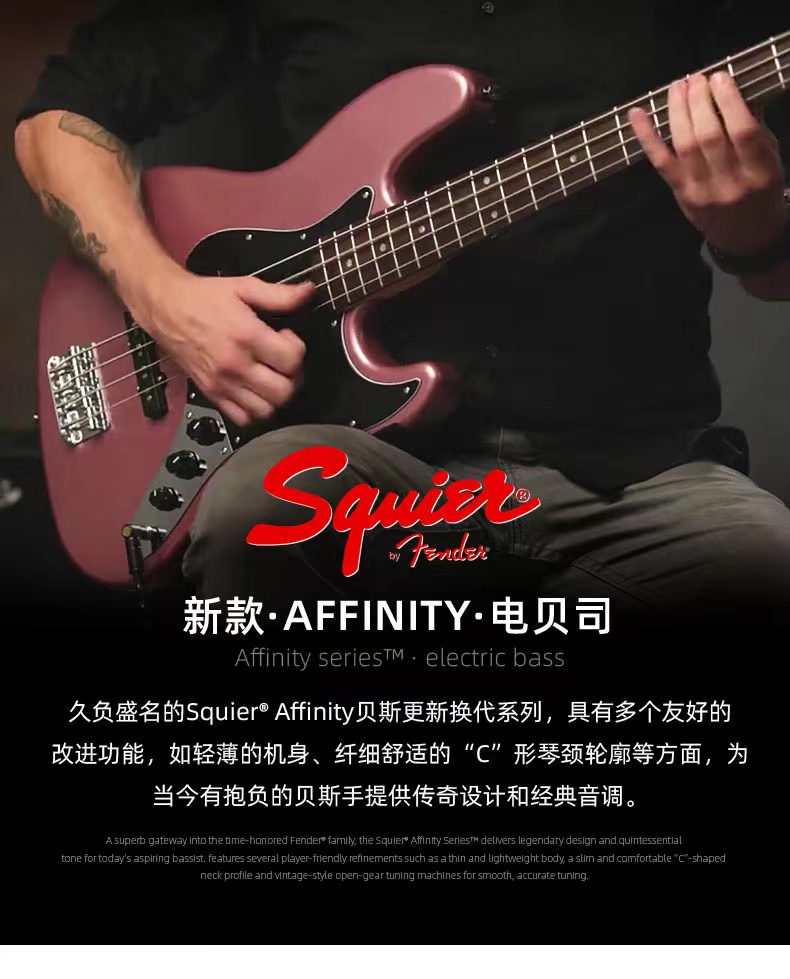 Squier®
by Fender®
新款·AFFINITY·电贝司
Affinity series™ · electric bass
久负盛名的Squier® Affinity贝斯更新换代系列，具有多个友好的
改进功能，如轻薄的机身、纤细舒适的“C”形琴颈轮廓等方面，为
当今有抱负的贝斯手提供传奇设计和经典音调。
A superb gateway into the time-honored Fender® family, the Squier® Affinity Series™ delivers legendary design and quintessential
tone for today's aspiring bassist. features several player-friendly refinements such as a thin and lightweight body, a slim and comfortable “C”-shaped
neck profile and vintage-style open-gear tuning machines for smooth, accurate tuning.